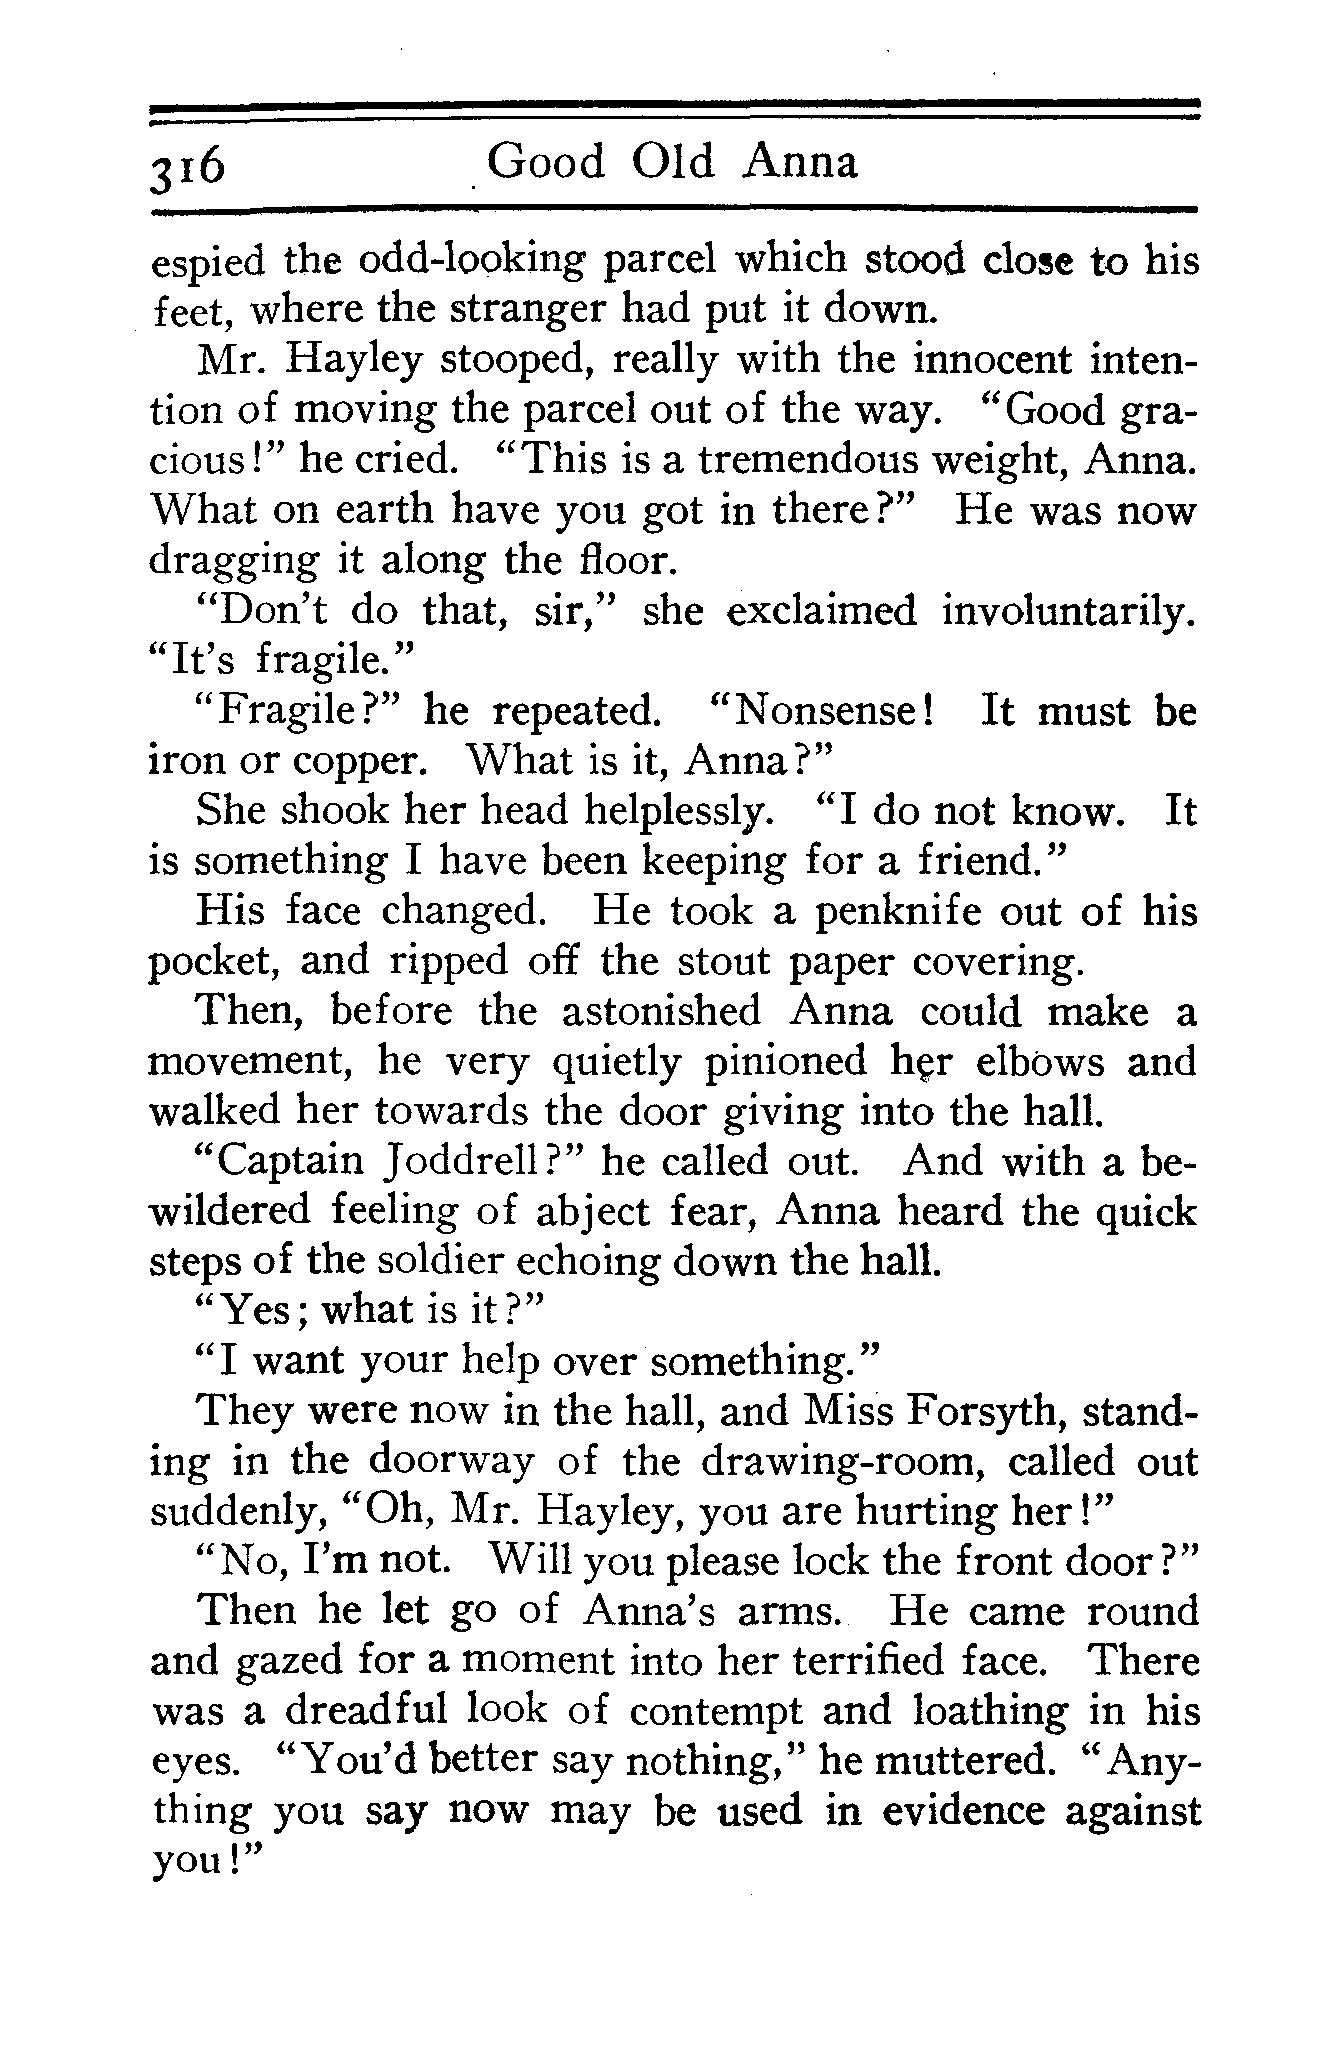 316 Good Old Anna
espied the odd-looking parcel which stood close to his
feet, where the stranger had put it down.
Mr. Hayley stooped, really with the innocent inten-
tion of moving the parcel out of the way. "Good gra-
cious!" he cried. "This is a tremendous weight, Anna.
What on earth have you got in there?" He was now
dragging it along the floor.
"Don't do that, sir," she exclaimed involuntarily.
"It's fragile."
"Fragile?" he repeated. "Nonsense! It must be
iron or copper. What is it, Anna?"
She shook her head helplessly. "I do not know. It
is something I have been keeping for a friend."
His face changed. He took a penknife out of his
pocket, and ripped off the stout paper covering.
Then, before the astonished Anna could make a
movement, he very quietly pinioned her elbows and
walked her towards the door giving into the hall.
"Captain Joddrell?" he called out. And with a be-
wildered feeling of abject fear, Anna heard the quick
steps of the soldier echoing down the hall.
"Yes; what is it?"
"I want your help over something."
They were now in the hall, and Miss Forsyth, stand-
ing in the doorway of the drawing-room, called out
suddenly, "Oh, Mr. Hayley, you are hurting her!"
"No, I'm not. Will you please lock the front door?"
Then he let go of Anna's arms. He came round
and gazed for a moment into her terrified face. There
was a dreadful look of contempt and loathing in his
eyes. "You'd better say nothing," he muttered. "Any-
thing you say now may be used in evidence against
you!"